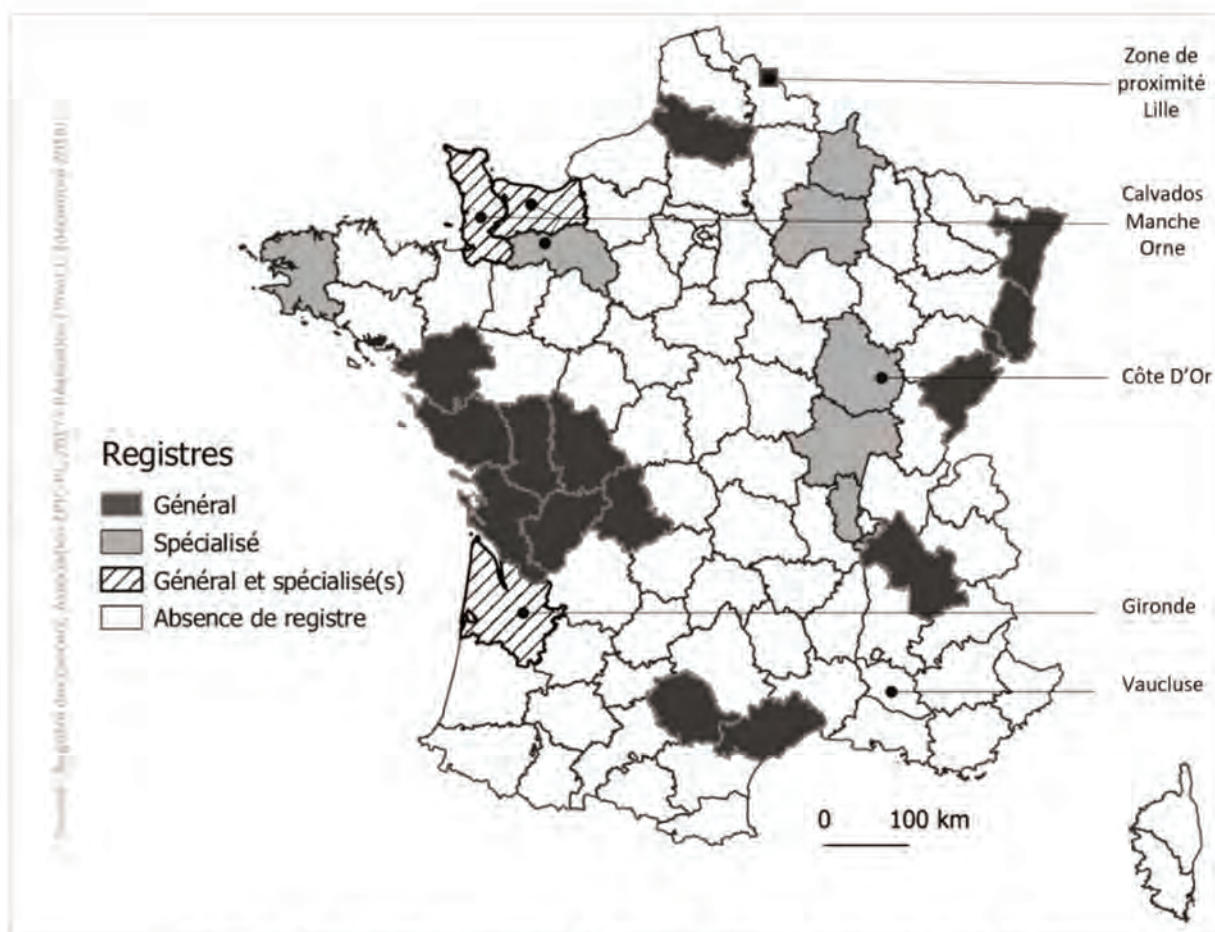 Zone de
proximité
Lille
Calvados
Manche
Orne
Côte D'Or
Registres
Général
Spécialisé
Général et spécialisé(s)
Absence de registre
Gironde
Vaucluse
0 100 km